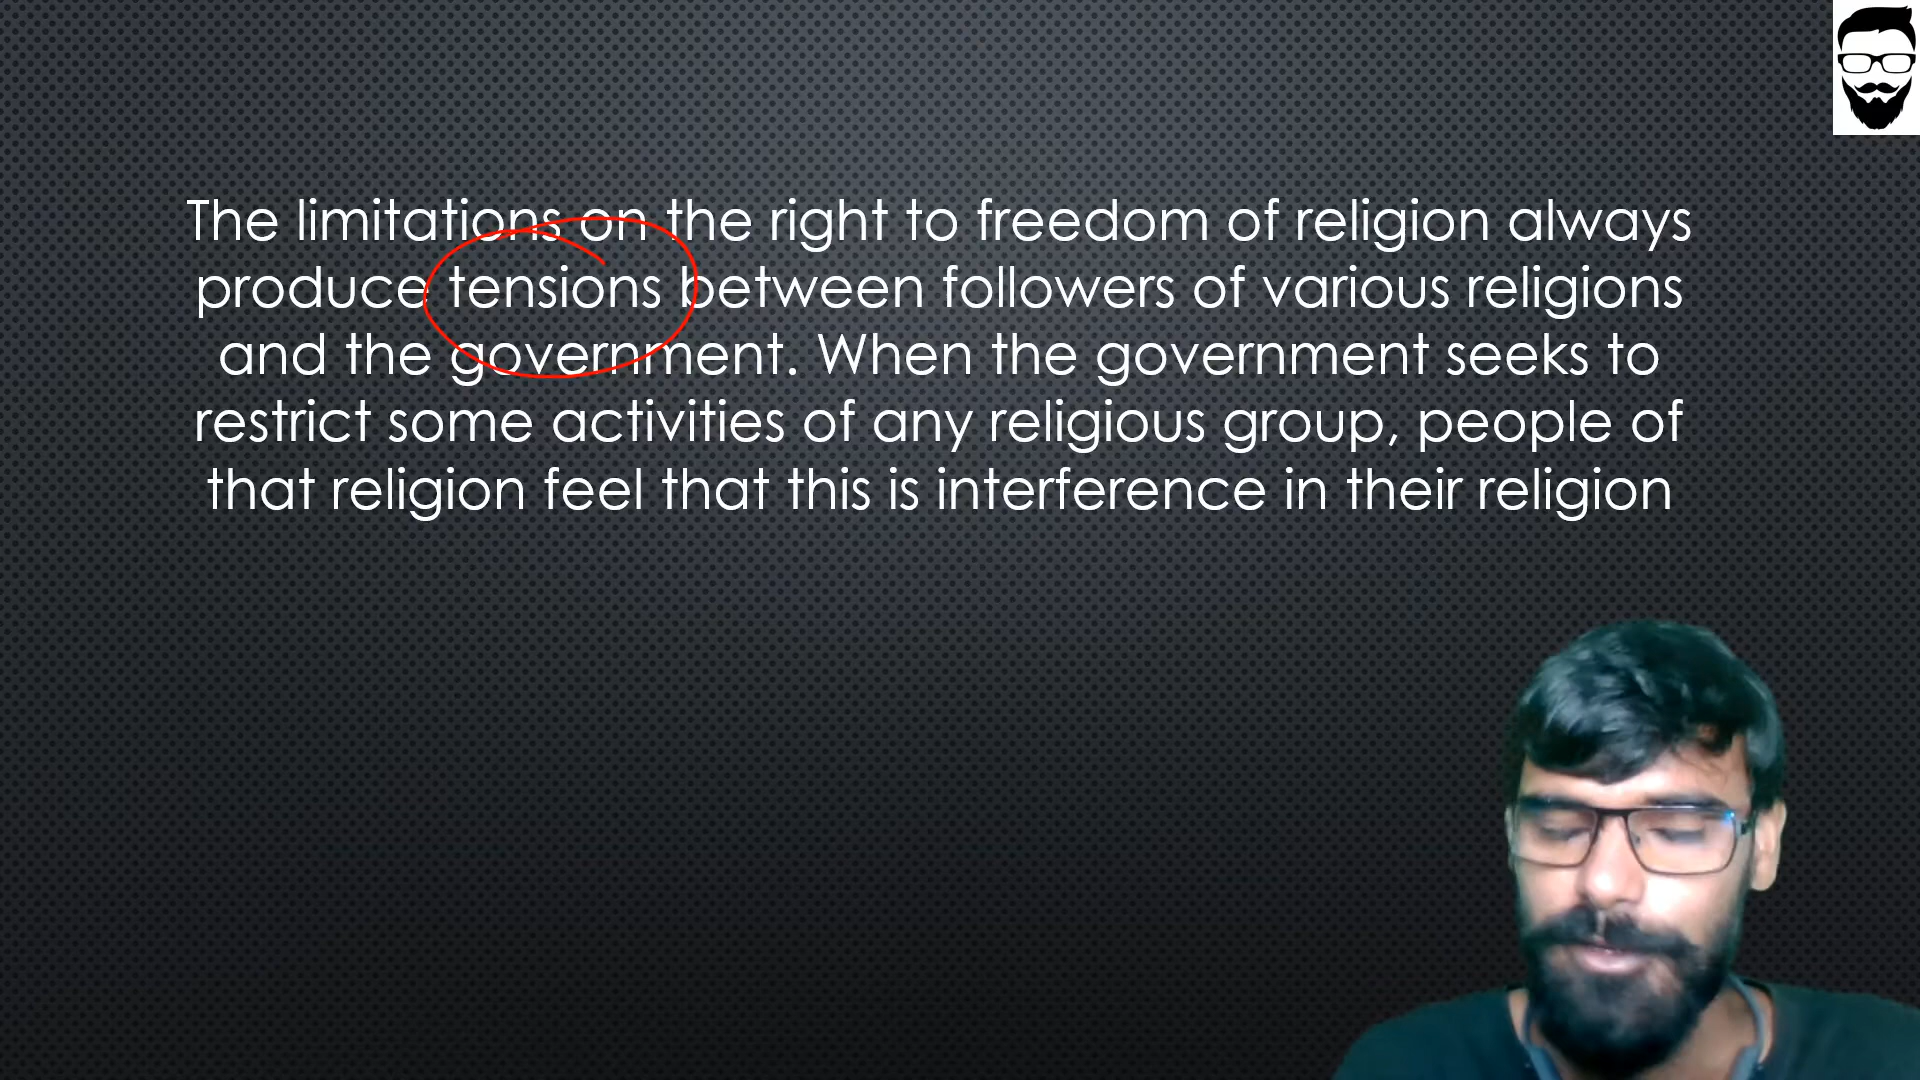 The limitations on the right to freedom of religion always
produce tensions between followers of various religions
and the government. When the government seeks to
restrict some activities of any religious group, people of
that religion feel that this is interference in their religion